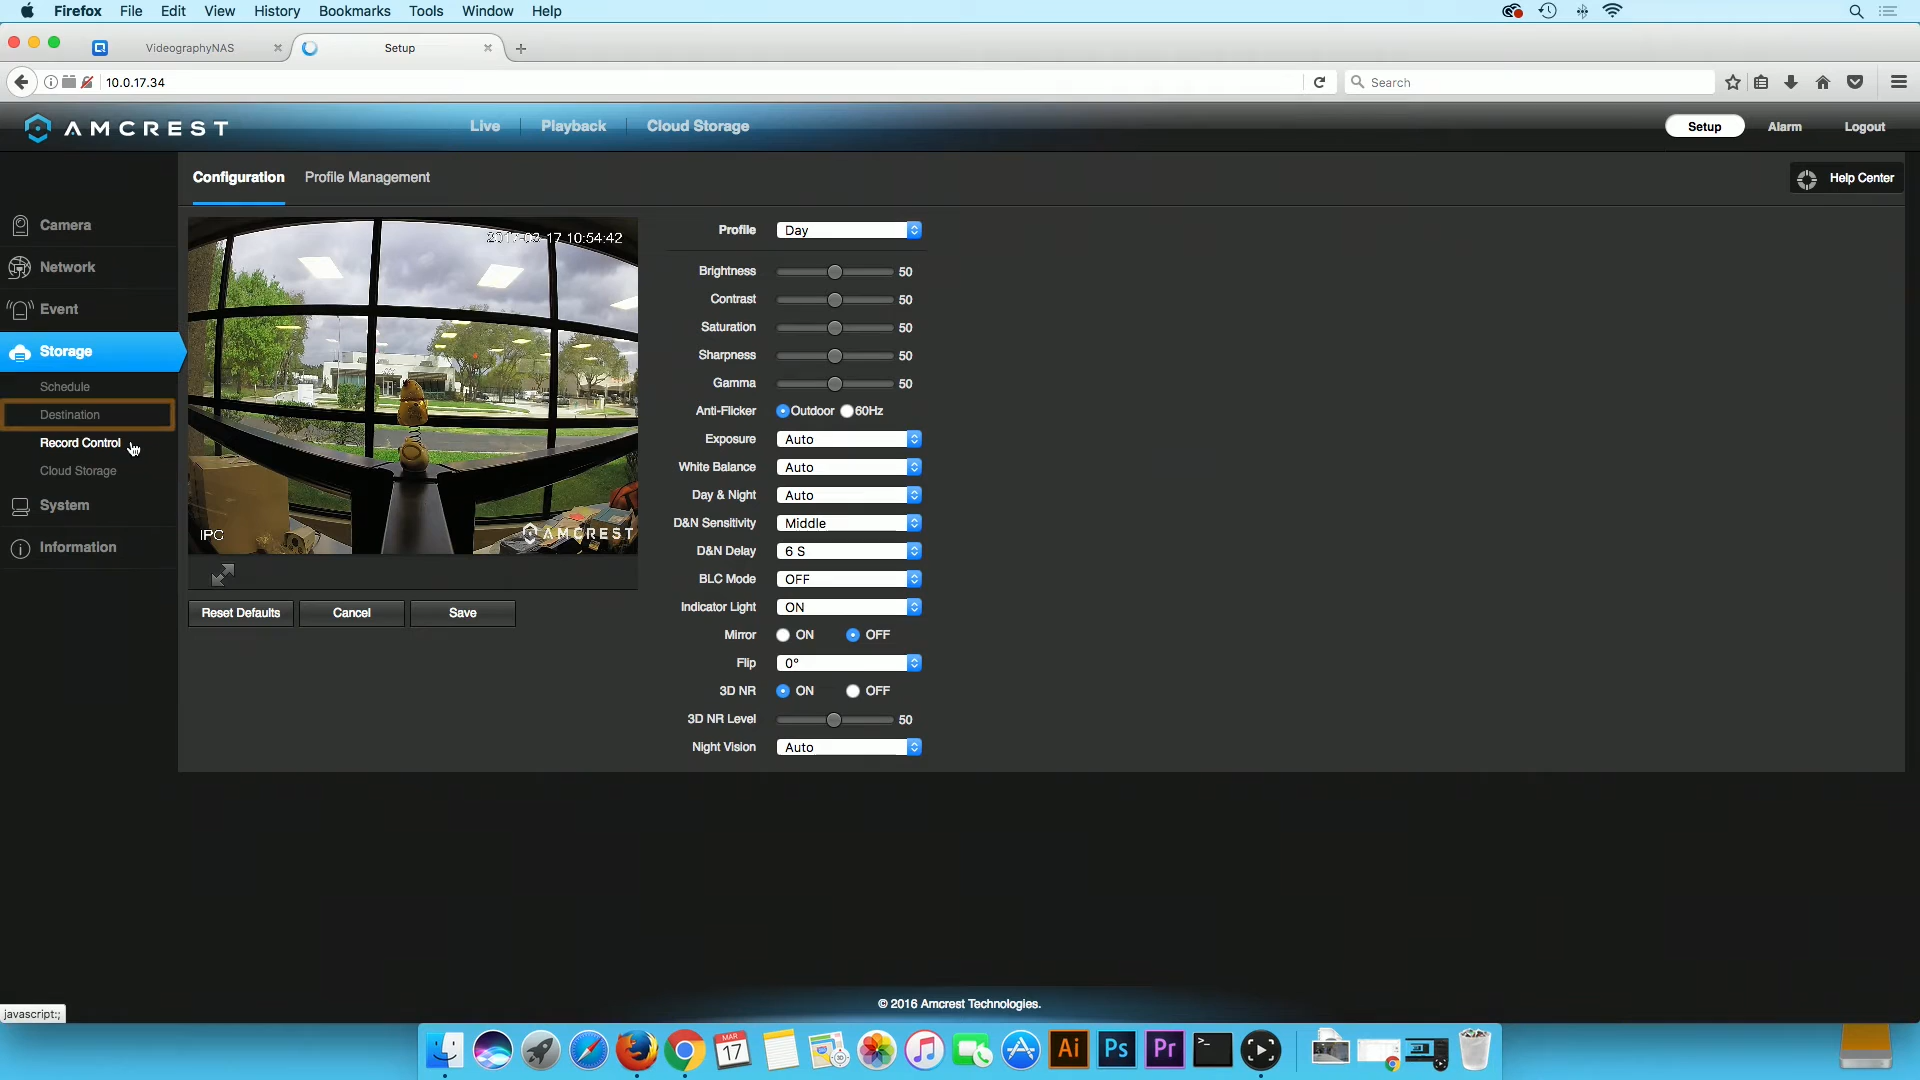 Firefox File Edit View History Bookmarks Tools Window Help
VideographyNAS
Setup
10.0.17.34
Search
AMCREST
Live
Playback
Cloud Storage
Setup
Alarm
Logout
Configuration
Profile Management
Help Center
Camera
Network
Event
Storage
Schedule
Destination
Record Control
Cloud Storage
System
Information
2017-03-17 10:54:42
IPC
AMCREST
Reset Defaults
Cancel
Save
Profile Day
Brightness 50
Contrast 50
Saturation 50
Sharpness 50
Gamma 50
Anti-Flicker Outdoor 60Hz
Exposure Auto
White Balance Auto
Day & Night Auto
D&N Sensitivity Middle
D&N Delay 6 S
BLC Mode OFF
Indicator Light ON
Mirror ON OFF
Flip 0°
3D NR ON OFF
3D NR Level 50
Night Vision Auto
© 2016 Amcrest Technologies.
javascript:;
MAR
17
Ai
Ps
Pr